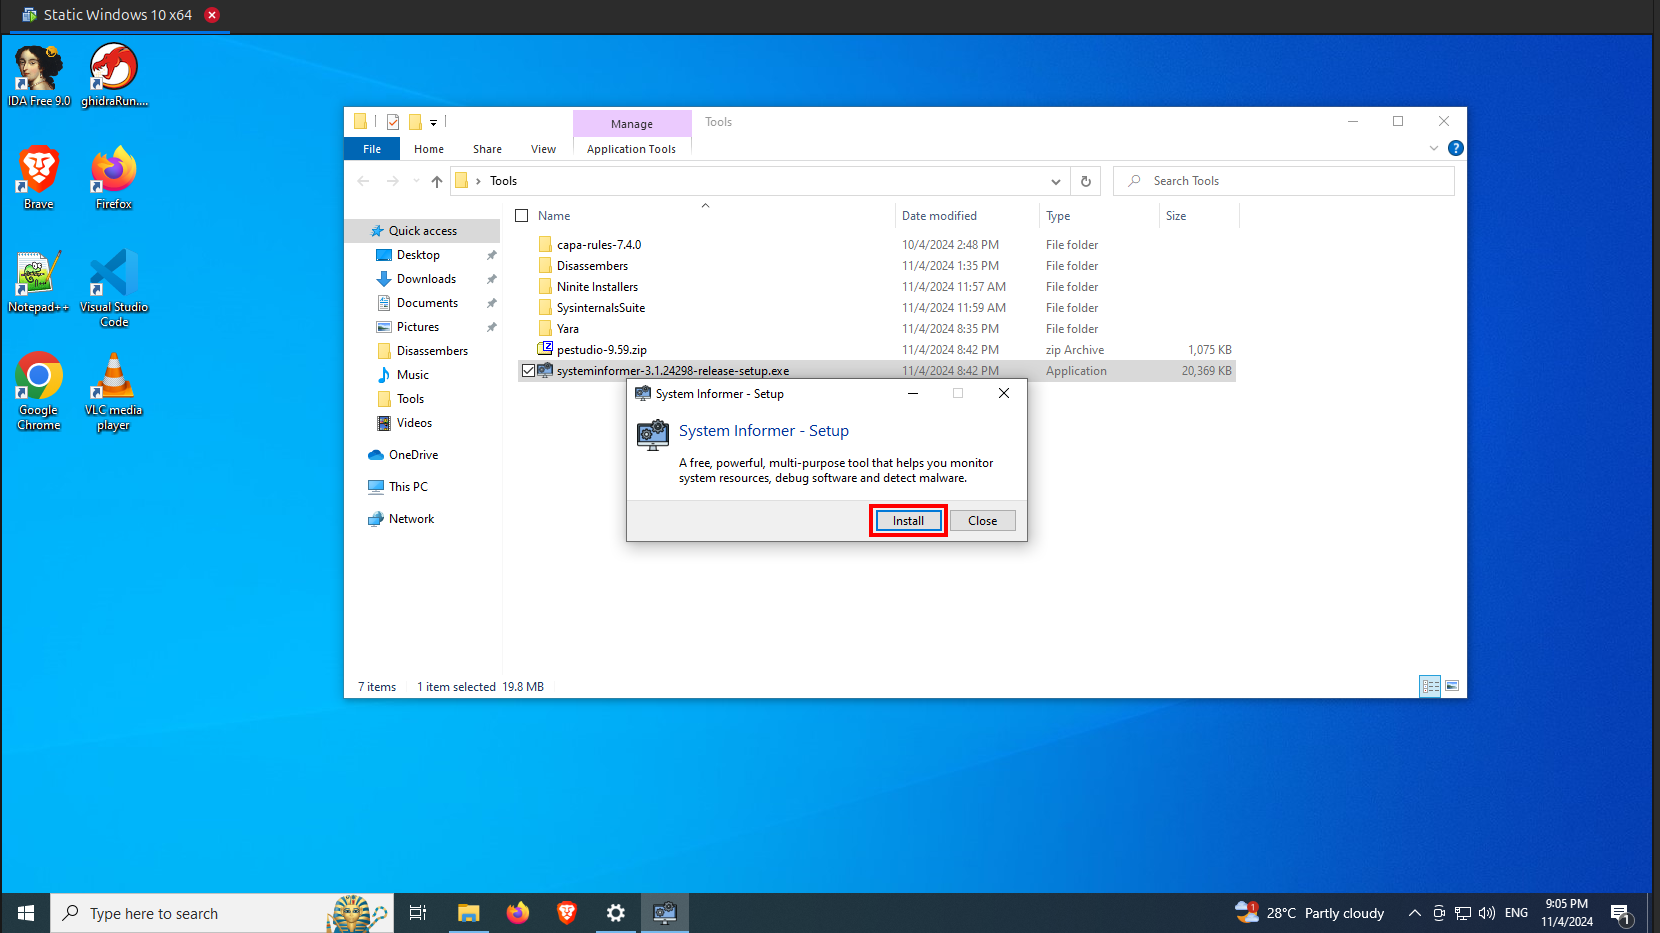 Static Windows 10 x64
IDA Free 9.0
ghidraRun....
Brave
Firefox
Notepad++
Visual Studio
Code
Google
Chrome
VLC media
player
Manage
Tools
File
Home
Share
View
Application Tools
Tools
Search Tools
Name
Date modified
Type
Size
Quick access
Desktop
Downloads
Documents
Pictures
Disassembers
Music
Tools
Videos
OneDrive
This PC
Network
capa-rules-7.4.0 10/4/2024 2:48 PM File folder
Disassembers 11/4/2024 1:35 PM File folder
Ninite Installers 11/4/2024 11:57 AM File folder
SysinternalsSuite 11/4/2024 11:59 AM File folder
Yara 11/4/2024 8:35 PM File folder
pestudio-9.59.zip 11/4/2024 8:42 PM zip Archive 1,075 KB
systeminformer-3.1.24298-release-setup.exe 11/4/2024 8:42 PM Application 20,369 KB
System Informer - Setup
System Informer - Setup
A free, powerful, multi-purpose tool that helps you monitor
system resources, debug software and detect malware.
Install
Close
7 items 1 item selected 19.8 MB
Type here to search
1
28°C Partly cloudy
ENG
9:05 PM
11/4/2024
1